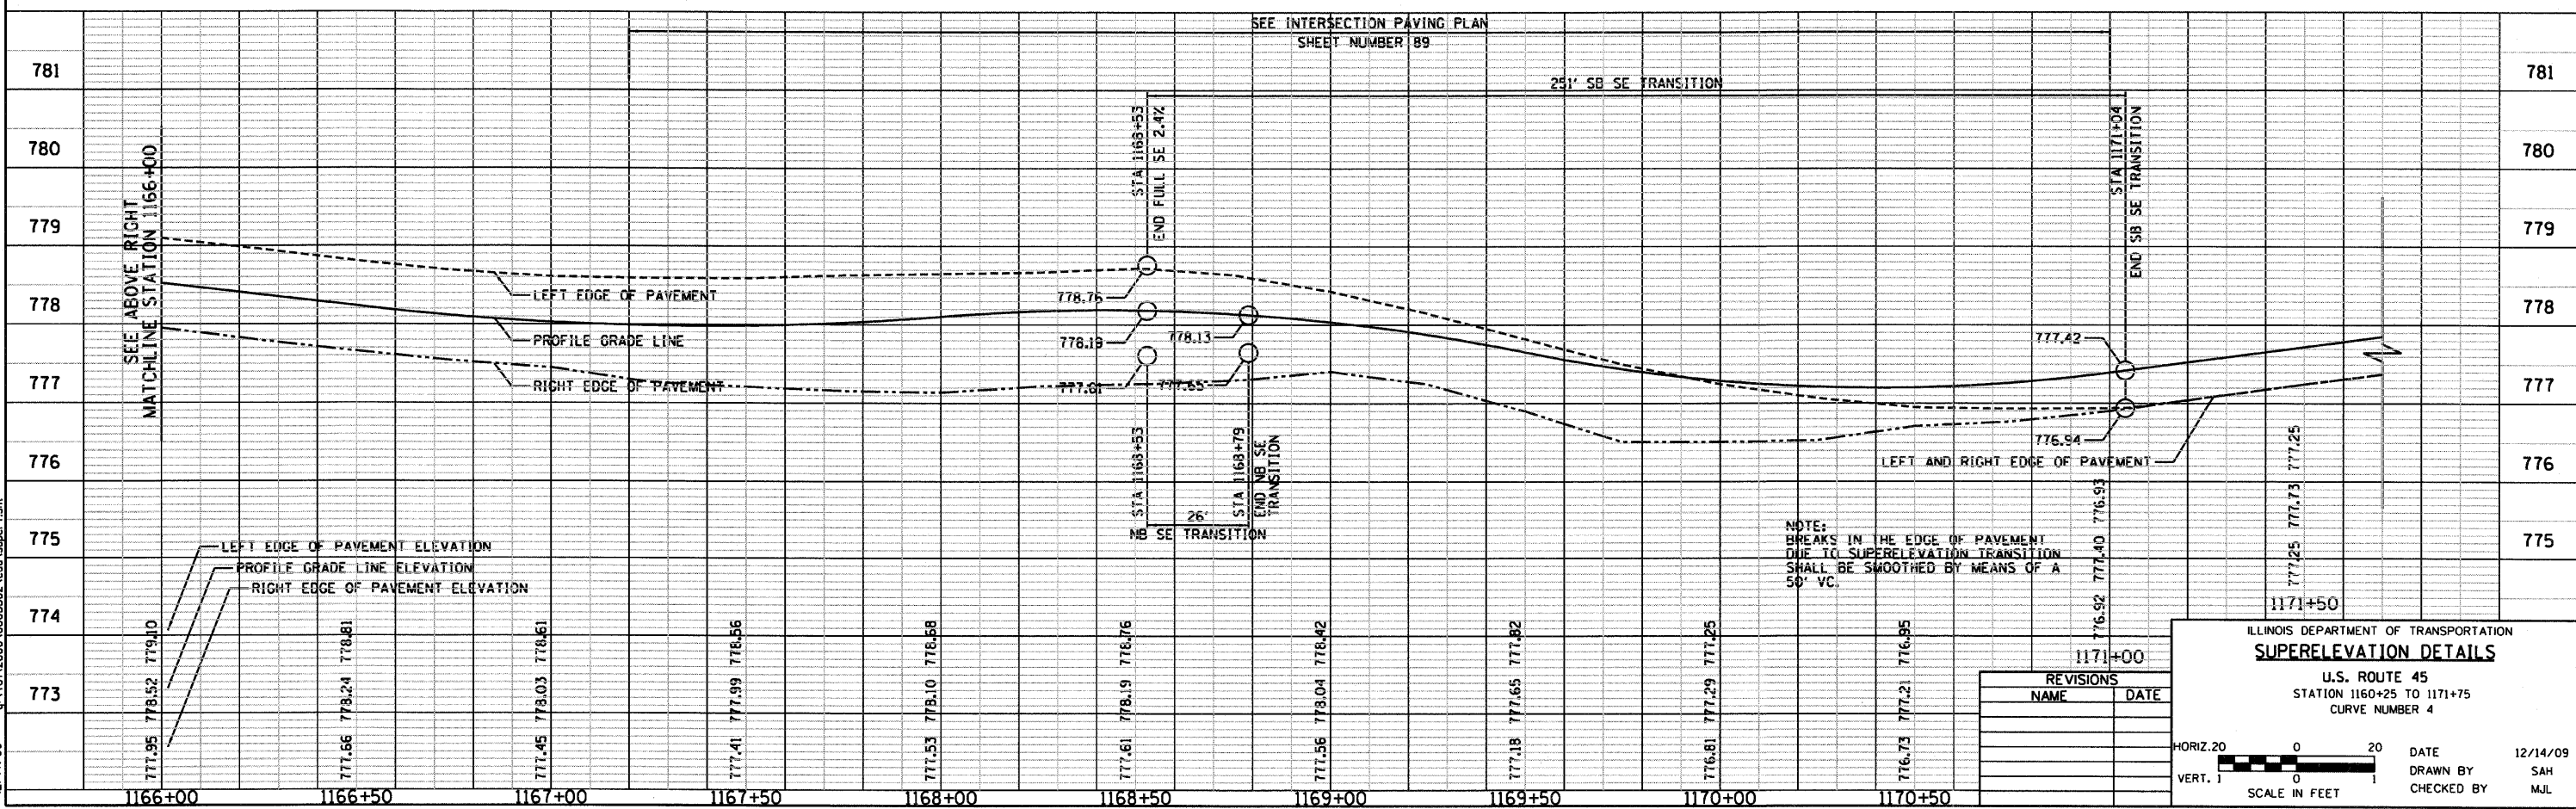 SEE INTERSECTION PAVING PLAN
SHEET NUMBER 89
781
781
251' SB SE TRANSITION
780
780
STA 1168+53
END FULL SE 2.4%
STA 1171+04
END SB SE TRANSITION
SEE ABOVE RIGHT
MATCHLINE STATION 1166+00
779
779
778
778
LEFT EDGE OF PAVEMENT
778.76
PROFILE GRADE LINE
778.19
778.13
777.42
777
777
RIGHT EDGE OF PAVEMENT
777.61
777.65
776.94
776
776
LEFT AND RIGHT EDGE OF PAVEMENT
STA 1168+53
STA 1168+79
END NB SE
TRANSITION
26'
NB SE TRANSITION
775
775
NOTE:
BREAKS IN THE EDGE OF PAVEMENT
DUE TO SUPERELEVATION TRANSITION
SHALL BE SMOOTHED BY MEANS OF A
50' VC.
LEFT EDGE OF PAVEMENT ELEVATION
PROFILE GRADE LINE ELEVATION
RIGHT EDGE OF PAVEMENT ELEVATION
774
774
773
777.95 778.52 779.10
777.66 778.24 778.81
777.45 778.03 778.61
777.41 777.99 778.56
777.53 778.10 778.68
777.61 778.19 778.76
777.56 778.04 778.42
777.18 777.65 777.82
776.81 777.29 777.25
776.73 777.21 776.95
776.92 777.40 776.93
777.25 777.73 777.25
1166+00
1166+50
1167+00
1167+50
1168+00
1168+50
1169+00
1169+50
1170+00
1170+50
1171+00
1171+50
REVISIONS
NAME DATE
ILLINOIS DEPARTMENT OF TRANSPORTATION
SUPERELEVATION DETAILS
U.S. ROUTE 45
STATION 1160+25 TO 1171+75
CURVE NUMBER 4
HORIZ. 20 0 20
VERT. 1 0 1
SCALE IN FEET
DATE 12/14/09
DRAWN BY SAH
CHECKED BY MJL